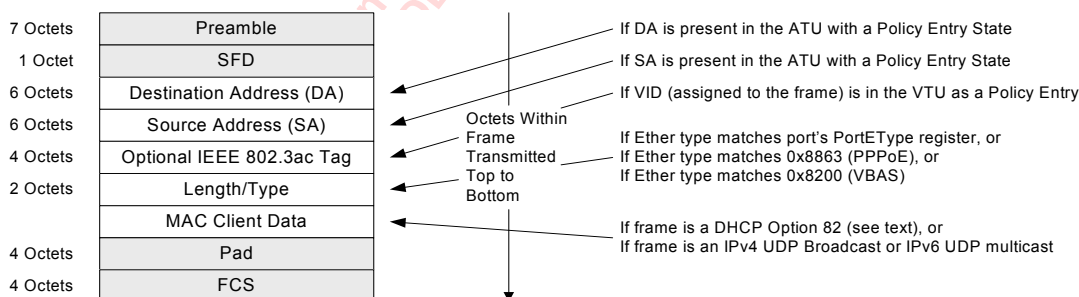 7 Octets Preamble
1 Octet SFD
6 Octets Destination Address (DA)
6 Octets Source Address (SA)
4 Octets Optional IEEE 802.3ac Tag
2 Octets Length/Type
MAC Client Data
4 Octets Pad
4 Octets FCS
Octets Within
Frame
Transmitted
Top to
Bottom
If DA is present in the ATU with a Policy Entry State
If SA is present in the ATU with a Policy Entry State
If VID (assigned to the frame) is in the VTU as a Policy Entry
If Ether type matches port's PortEType register, or
If Ether type matches 0x8863 (PPPoE), or
If Ether type matches 0x8200 (VBAS)
If frame is a DHCP Option 82 (see text), or
If frame is an IPv4 UDP Broadcast or IPv6 UDP multicast